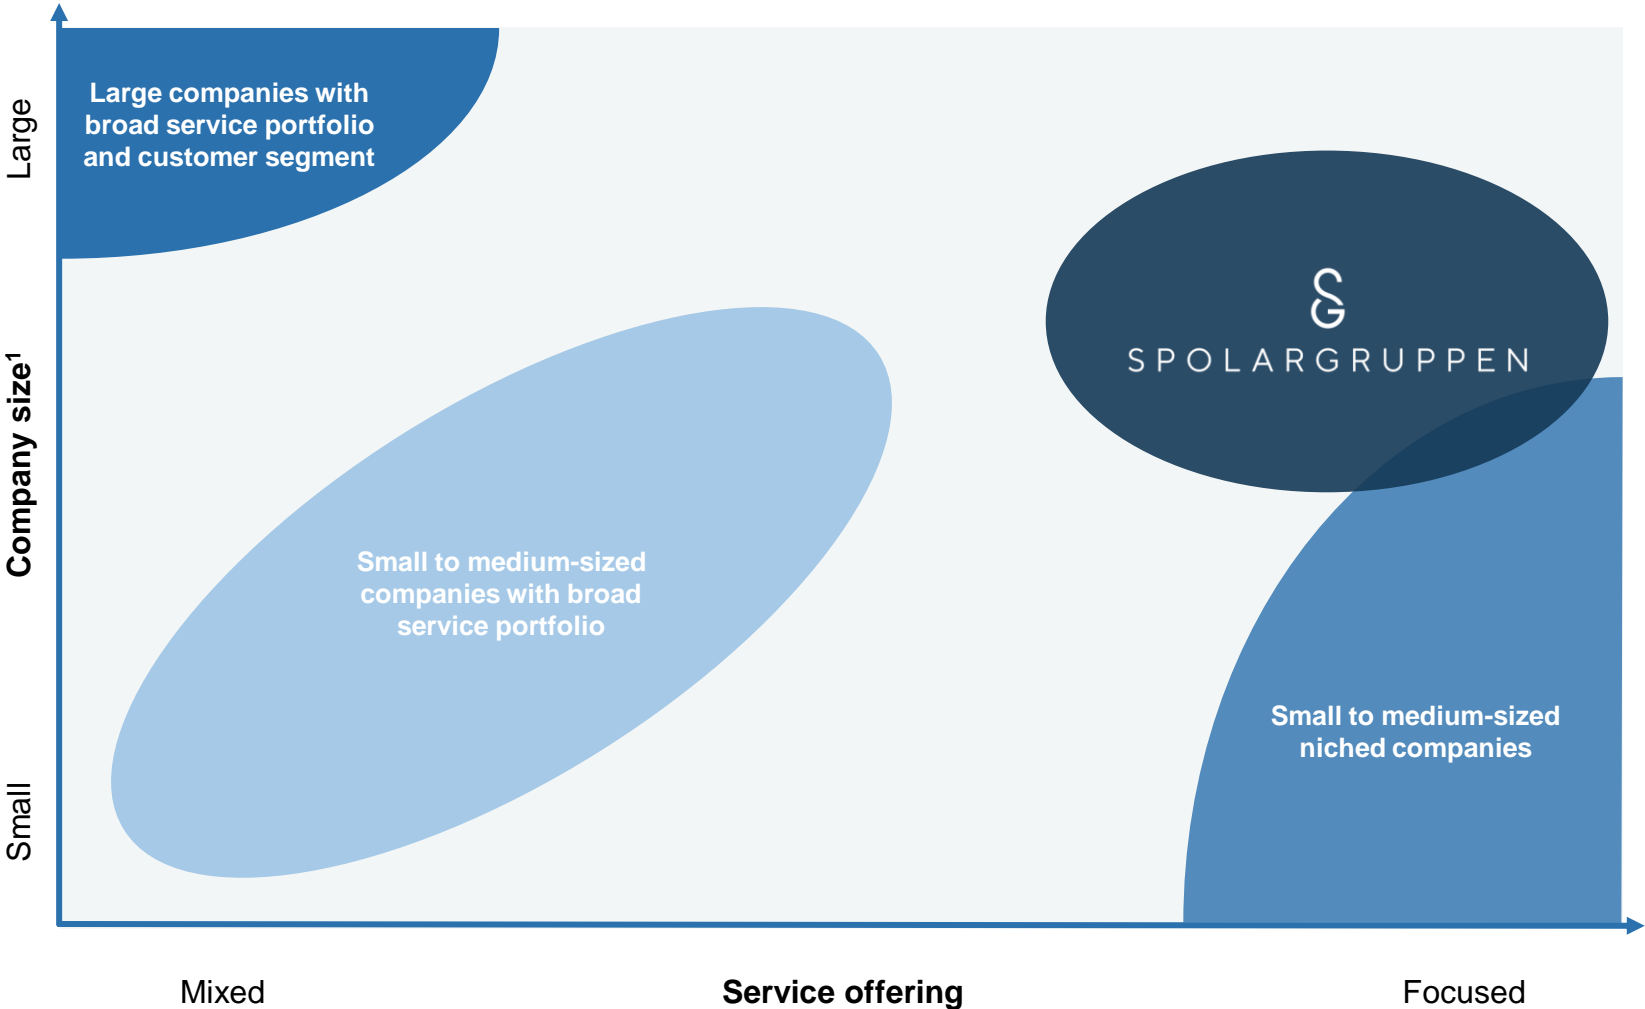 Large
Large companies with
broad service portfolio
and customer segment
SG
SPOLARGRUPPEN
Company size¹
Small to medium-sized
companies with broad
service portfolio
Small to medium-sized
niched companies
Small
Mixed
Service offering
Focused